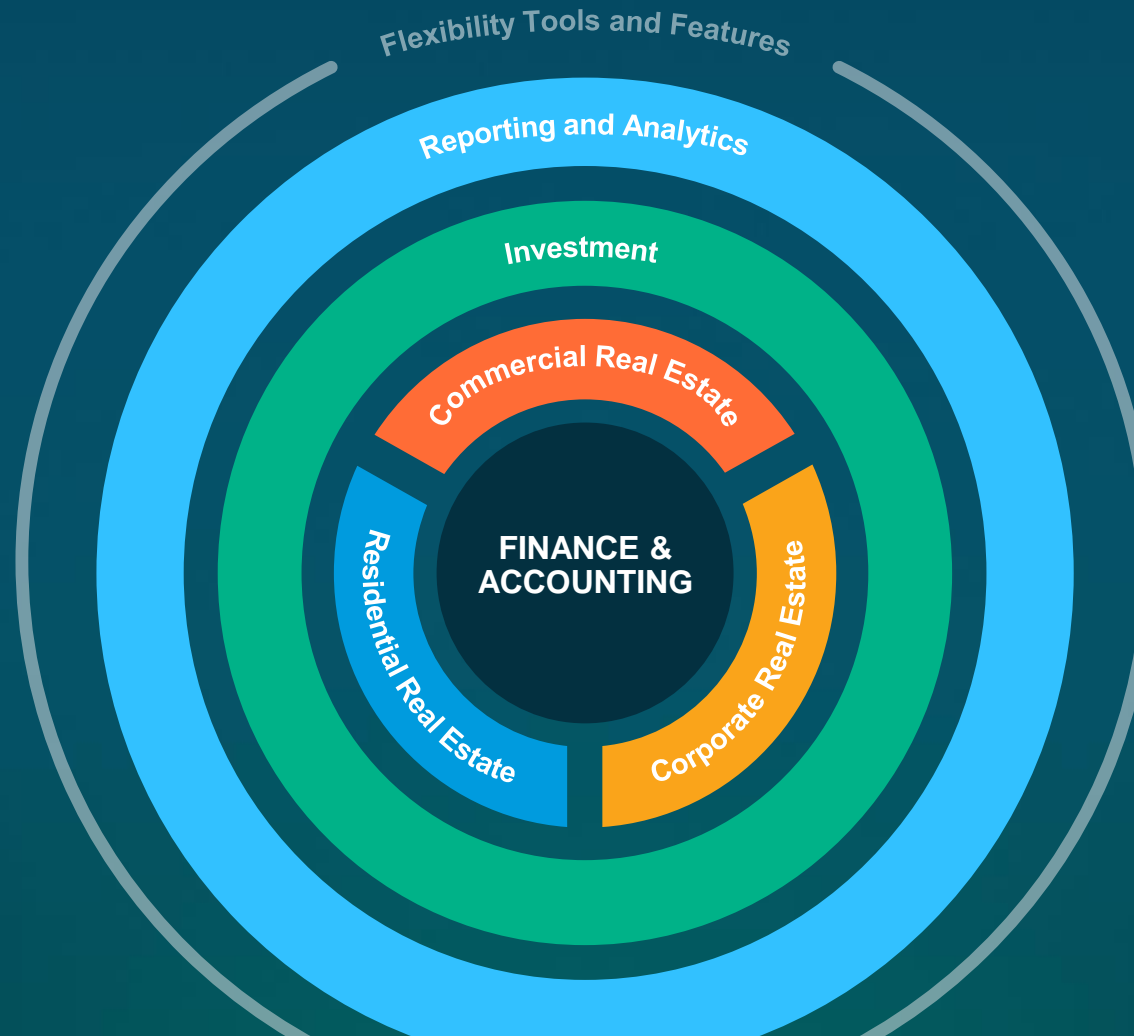 Flexibility Tools and Features
Reporting and Analytics
Investment
Commercial Real Estate
FINANCE &
ACCOUNTING
Residential Real Estate
Corporate Real Estate